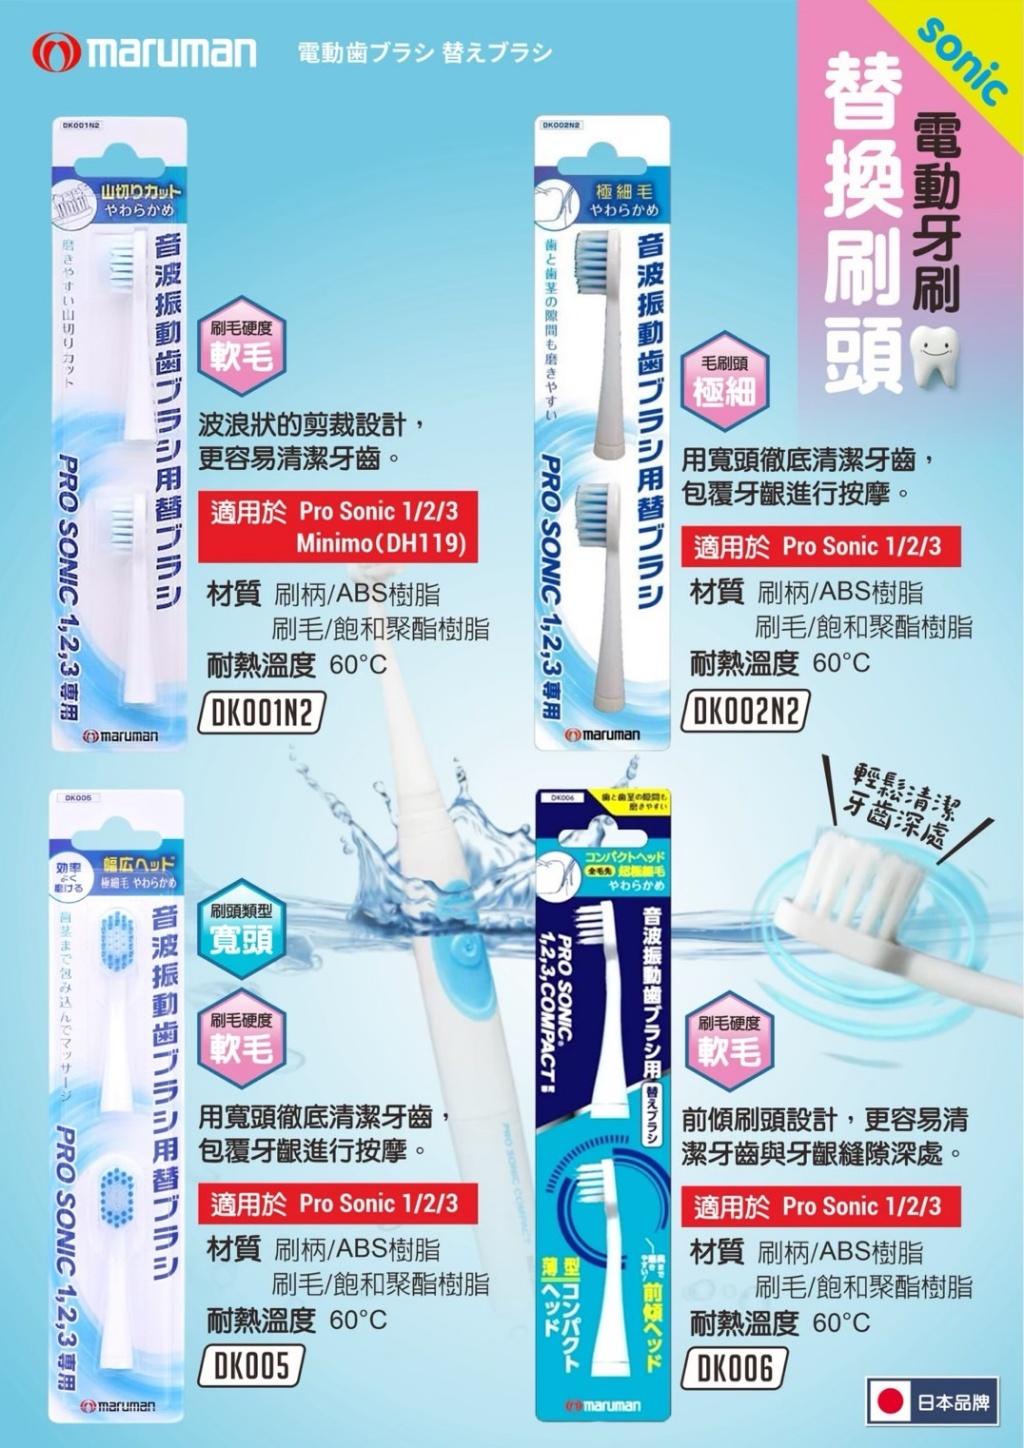 maruman
電動歯ブラシ 替えブラシ
sonic
電動牙刷
替換刷頭
DK001N2
山切りカット
やわらかめ
磨きやすい山切りカット
音波振動歯ブラシ用替ブラシ
PRO SONIC 1,2,3 専用
maruman
刷毛硬度
軟毛
波浪狀的剪裁設計，
更容易清潔牙齒。
適用於 Pro Sonic 1/2/3
Minimo(DH119)
材質 刷柄/ABS樹脂
刷毛/飽和聚酯樹脂
耐熱溫度 60°C
DK001N2
DK002N2
極細毛
やわらかめ
歯と歯茎の隙間も磨きやすい
音波振動歯ブラシ用替ブラシ
PRO SONIC 1,2,3 専用
maruman
毛刷頭
極細
用寬頭徹底清潔牙齒，
包覆牙齦進行按摩。
適用於 Pro Sonic 1/2/3
材質 刷柄/ABS樹脂
刷毛/飽和聚酯樹脂
耐熱溫度 60°C
DK002N2
DK005
効率
よく
磨ける
幅広ヘッド
極細毛 やわらかめ
歯茎まで包み込んでマッサージ
音波振動歯ブラシ用替ブラシ
PRO SONIC 1,2,3 専用
maruman
刷頭類型
寬頭
刷毛硬度
軟毛
用寬頭徹底清潔牙齒，
包覆牙齦進行按摩。
適用於 Pro Sonic 1/2/3
材質 刷柄/ABS樹脂
刷毛/飽和聚酯樹脂
耐熱溫度 60°C
DK005
PRO SONIC COMPACT
輕鬆清潔
牙齒深處
DK006
歯と歯茎の隙間も
磨きやすい
コンパクトヘッド
全毛先 超極細毛
やわらかめ
音波振動歯ブラシ用
替えブラシ
PRO SONIC
1,2,3,COMPACT専用
薄型コンパクト
ヘッド
前傾ヘッド
maruman
刷毛硬度
軟毛
前傾刷頭設計，更容易清
潔牙齒與牙齦縫隙深處。
適用於 Pro Sonic 1/2/3
材質 刷柄/ABS樹脂
刷毛/飽和聚酯樹脂
耐熱溫度 60°C
DK006
日本品牌